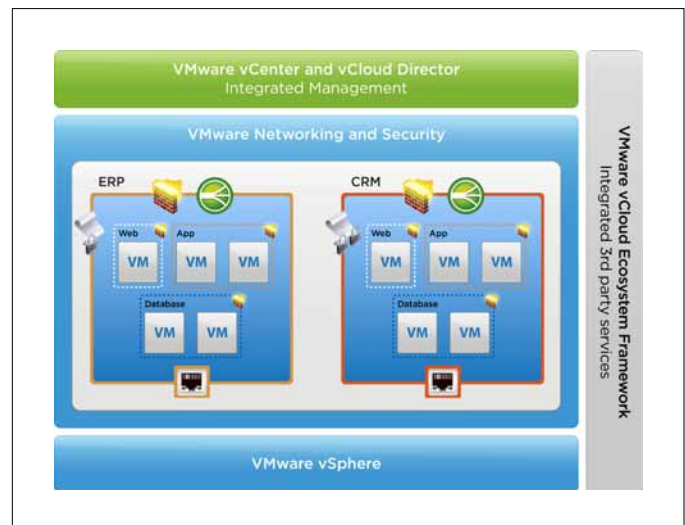 VMware vCenter and vCloud Director
Integrated Management
VMware Networking and Security
ERP
Web
App
VM
VM
VM
Database
VM
VM
CRM
Web
App
VM
VM
VM
Database
VM
VM
VMware vSphere
VMware vCloud Ecosystem Framework
Integrated 3rd party services